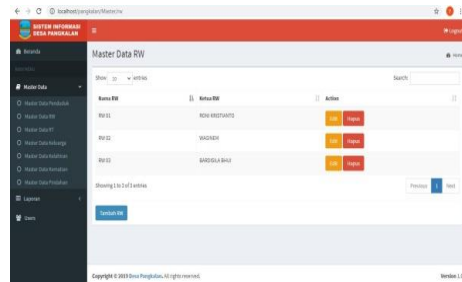 localhost/pangkalan/Master/rw
SISTEM INFORMASI
DESA PANGKALAN
Logout
Beranda
Master Data RW
Home
Master Data
Show 10 entries
Search:
Master Data Penduduk
Nama RW Ketua RW Action
Master Data RW
Master Data RT
RW 01 RONI KRISTIANTO Edit Hapus
Master Data Keluarga
Master Data Kelahiran
RW 02 WAGINEM Edit Hapus
Master Data Kematian
Master Data Pindahan
RW 03 Edit Hapus
Laporan
Showing 1 to 3 of 3 entries
Previous 1 Next
Users
Tambah RW
Copyright © 2019 Desa Pangkalan. All rights reserved.
Version